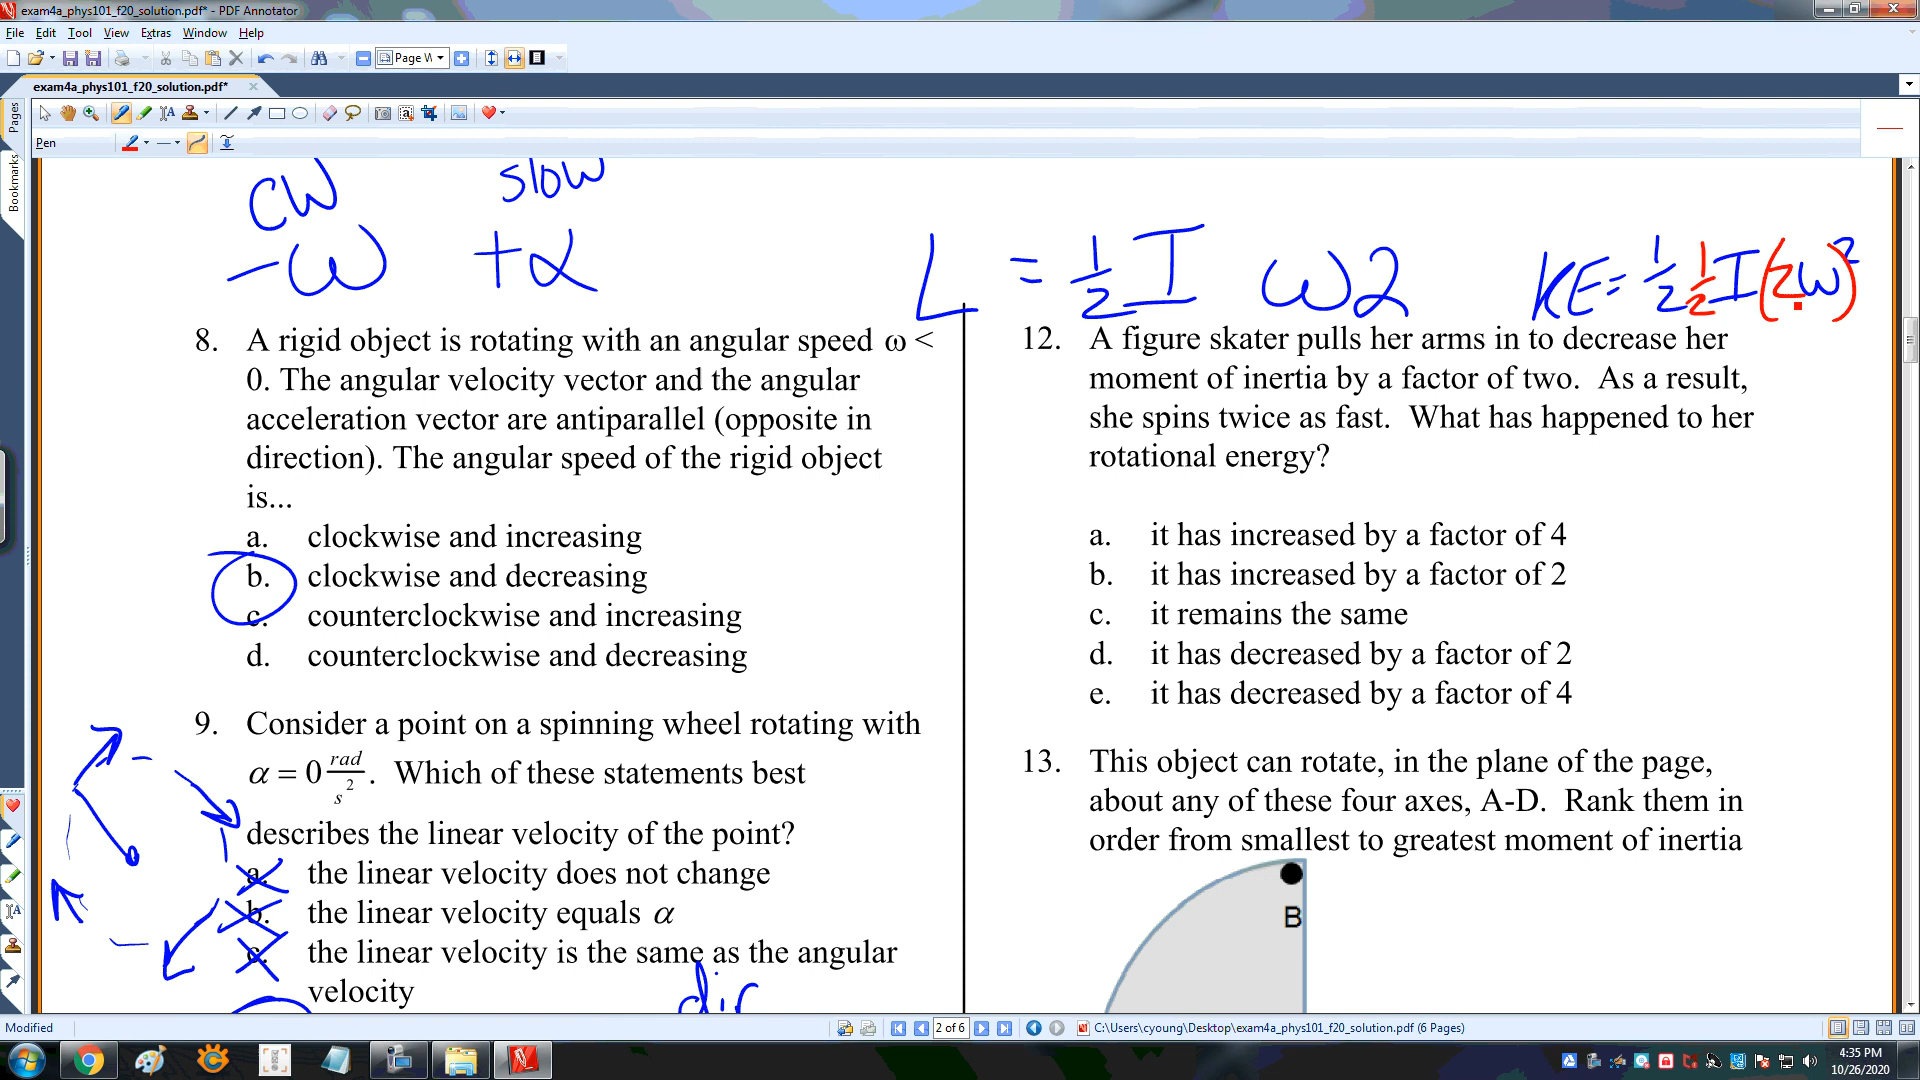 exam4a_phys101_f20_solution.pdf* - PDF Annotator
File Edit Tool View Extras Window Help
Page W
exam4a_phys101_f20_solution.pdf*
Pen
Pages
Bookmarks
CW slow
-ω +α
L = 1/2 I ω2
KE = 1/2 1/2 I (2ω)²
8. A rigid object is rotating with an angular speed ω <
0. The angular velocity vector and the angular
acceleration vector are antiparallel (opposite in
direction). The angular speed of the rigid object
is...
a. clockwise and increasing
b. clockwise and decreasing
c. counterclockwise and increasing
d. counterclockwise and decreasing
9. Consider a point on a spinning wheel rotating with
α = 0 rad/s². Which of these statements best
describes the linear velocity of the point?
a. the linear velocity does not change
b. the linear velocity equals α
c. the linear velocity is the same as the angular
velocity
dir
12. A figure skater pulls her arms in to decrease her
moment of inertia by a factor of two. As a result,
she spins twice as fast. What has happened to her
rotational energy?
a. it has increased by a factor of 4
b. it has increased by a factor of 2
c. it remains the same
d. it has decreased by a factor of 2
e. it has decreased by a factor of 4
13. This object can rotate, in the plane of the page,
about any of these four axes, A-D. Rank them in
order from smallest to greatest moment of inertia
B
Modified
2 of 6
C:\Users\cyoung\Desktop\exam4a_phys101_f20_solution.pdf (6 Pages)
4:35 PM
10/26/2020